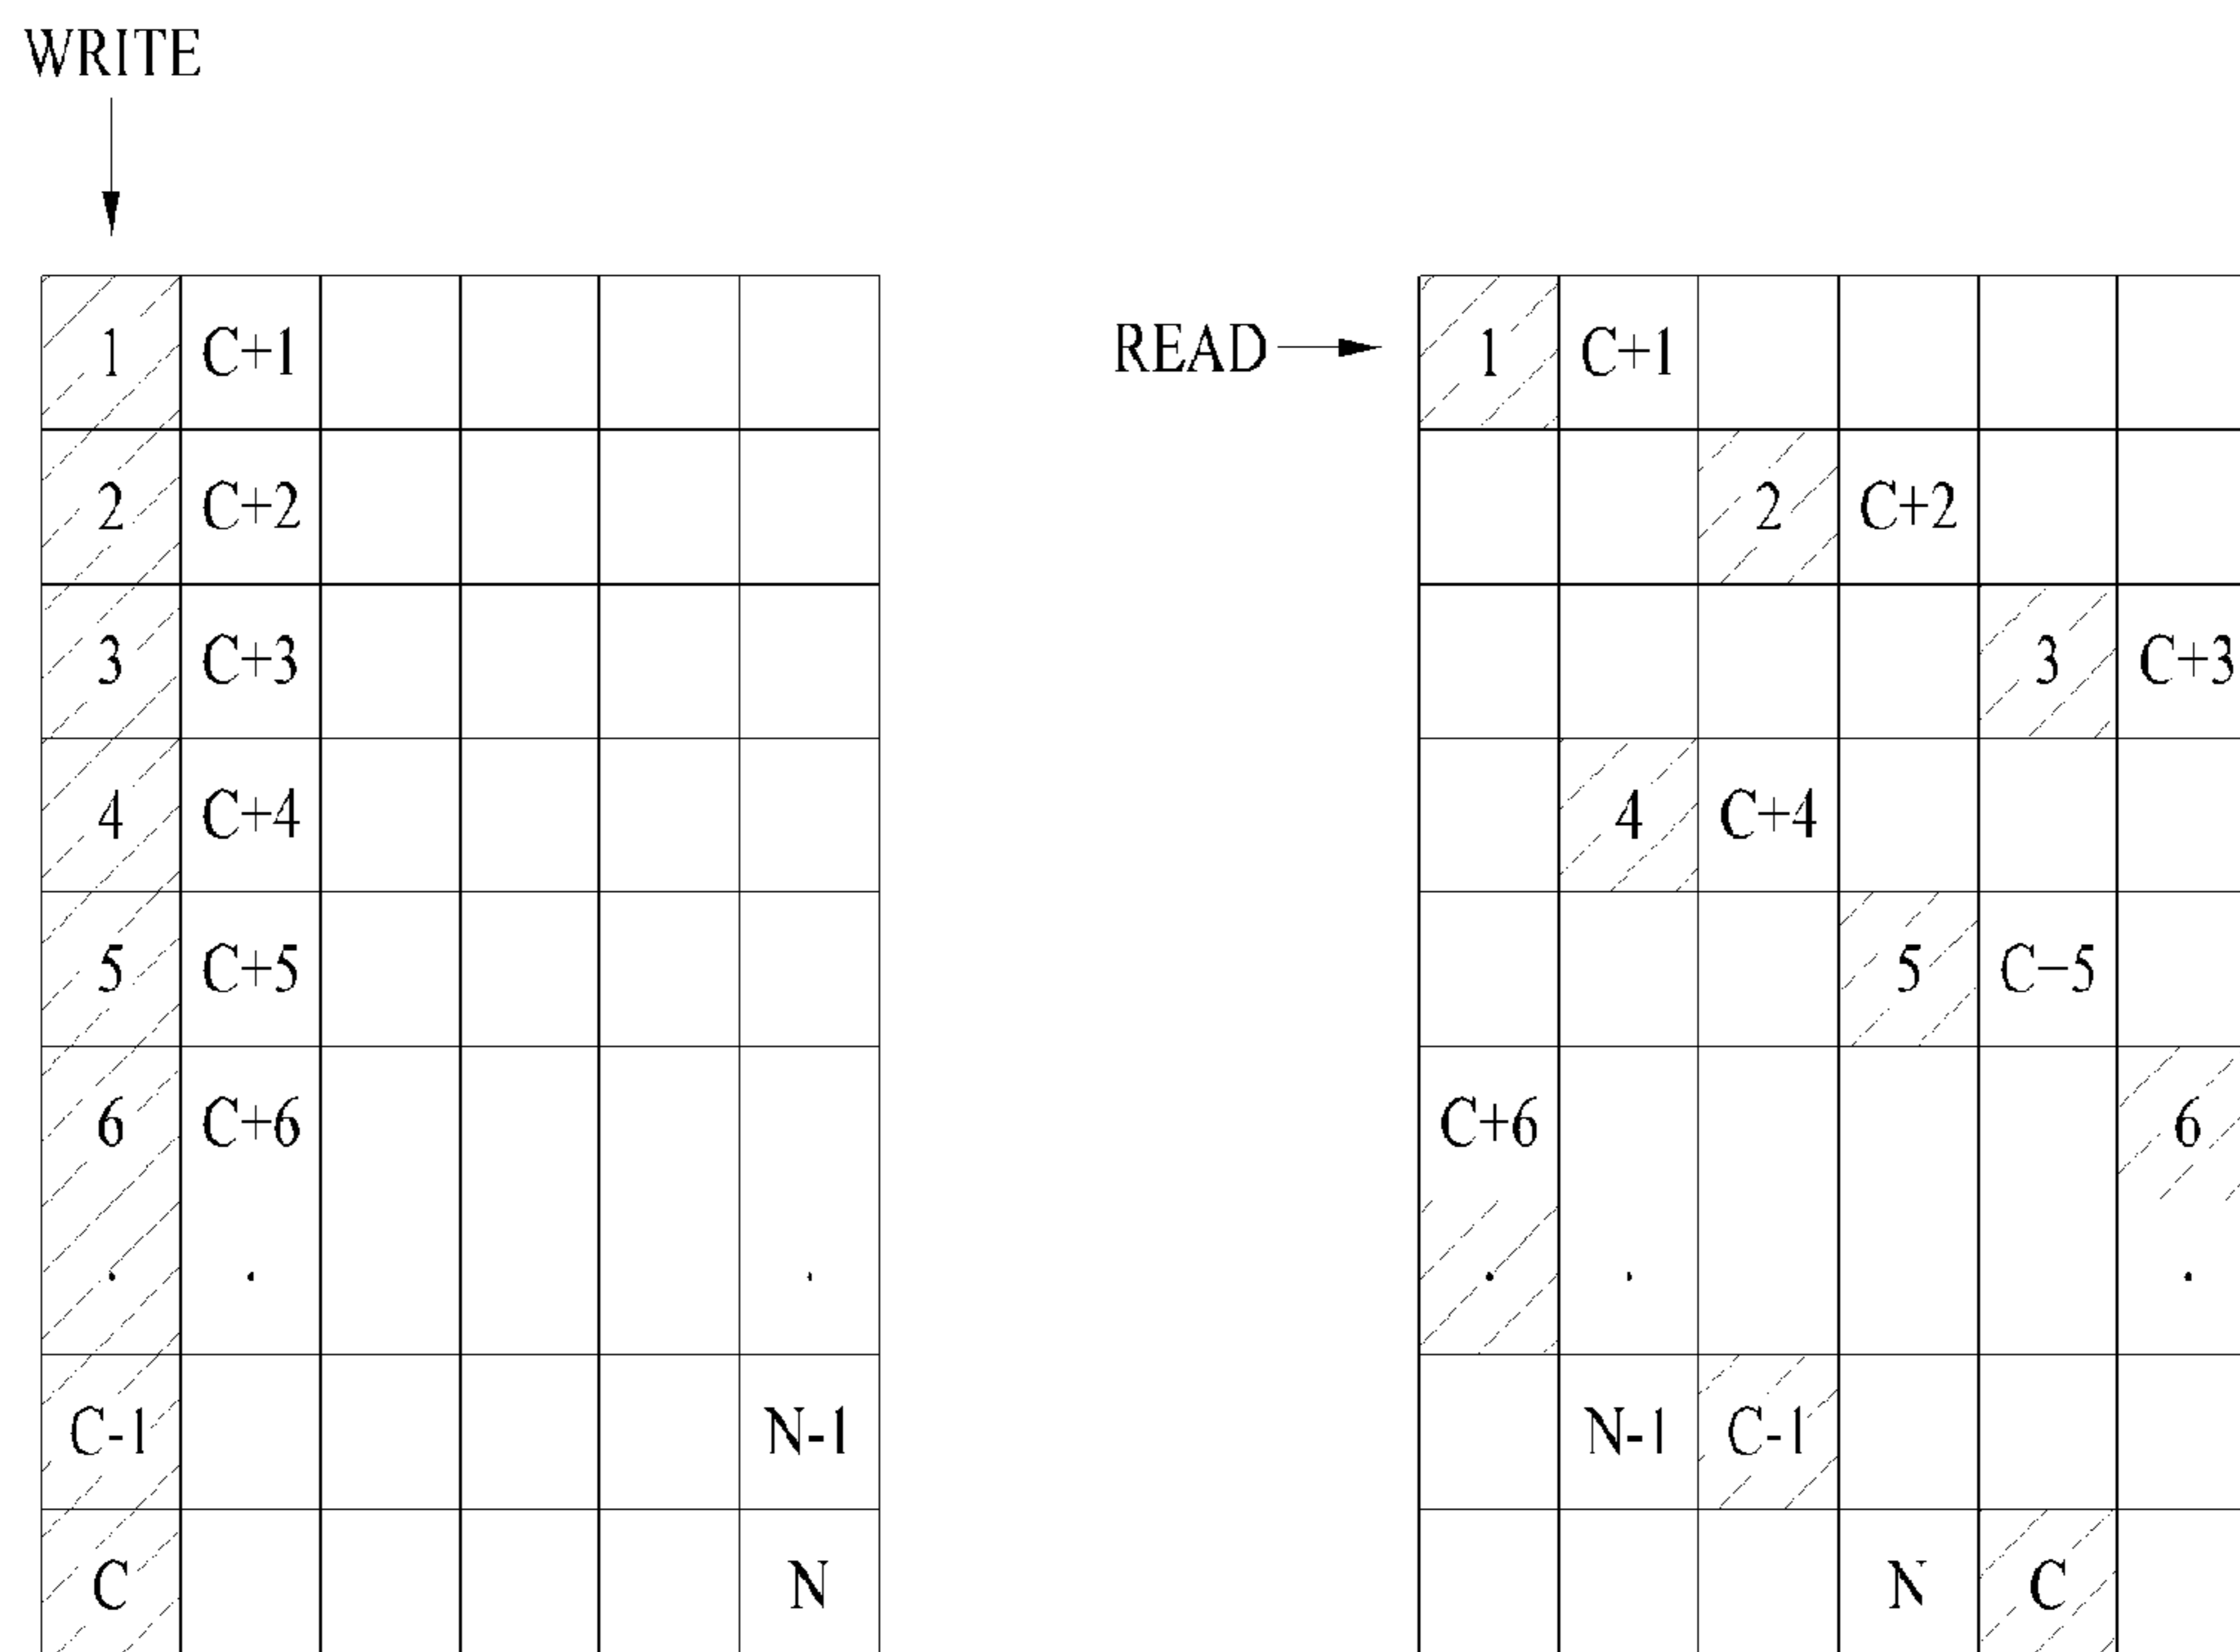 WRITE
READ
1 C+1
2 C+2
3 C+3
4 C+4
5 C+5
6 C+6
. . .
C-1 N-1
C N
1 C+1
2 C+2
3 C+3
4 C+4
5 C−5
C+6 6
. . .
N-1 C-1
N C